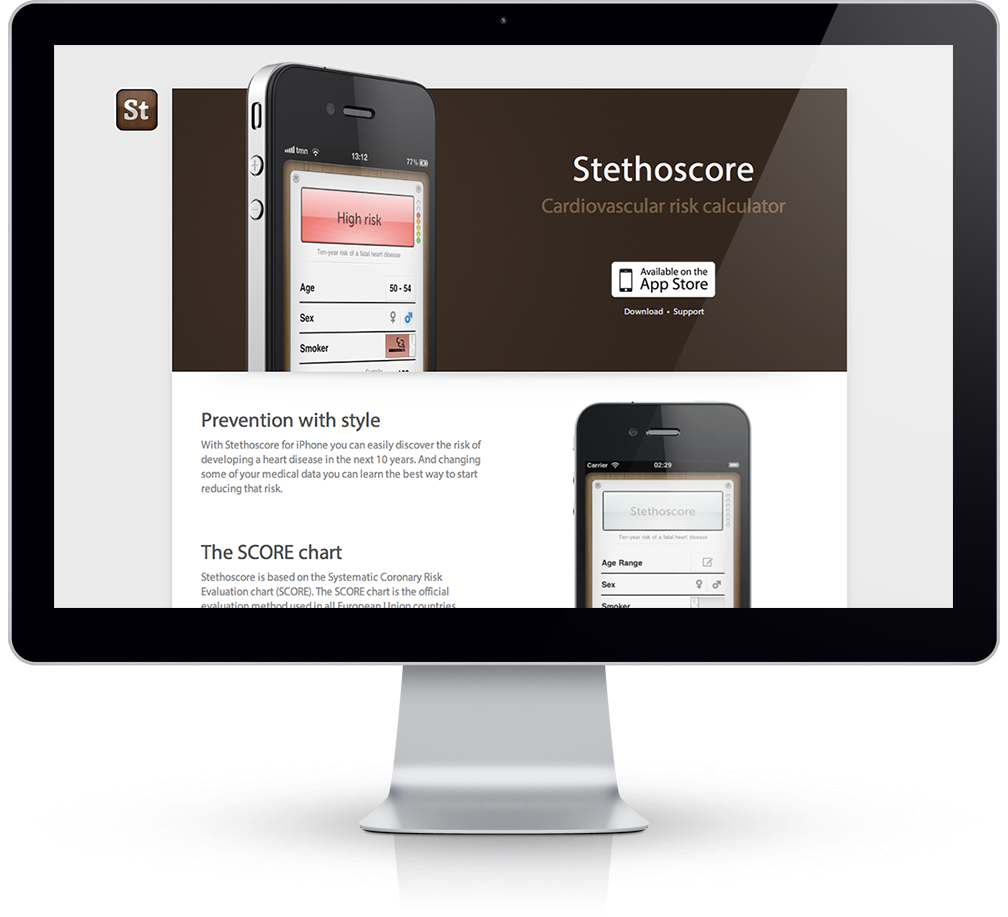 St
tmn 13:12 77%
High risk
Ten-year risk of a fatal heart disease
Age 50 - 54
Sex
Smoker
Stethoscore
Cardiovascular risk calculator
Available on the
App Store
Download • Support
Prevention with style
With Stethoscore for iPhone you can easily discover the risk of
developing a heart disease in the next 10 years. And changing
some of your medical data you can learn the best way to start
reducing that risk.
The SCORE chart
Stethoscore is based on the Systematic Coronary Risk
Evaluation chart (SCORE). The SCORE chart is the official
evaluation method used in all European Union countries
Carrier 02:29
Stethoscore
Ten-year risk of a fatal heart disease
Age Range
Sex
Smoker